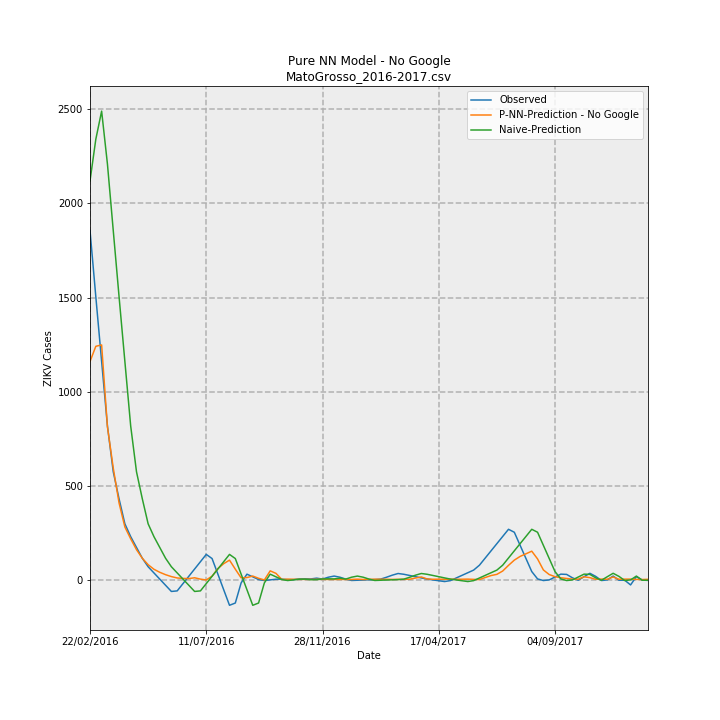 Pure NN Model - No Google
MatoGrosso_2016-2017.csv
Observed
P-NN-Prediction - No Google
Naive-Prediction
2500
2000
1500
1000
500
0
ZIKV Cases
22/02/2016
11/07/2016
28/11/2016
17/04/2017
04/09/2017
Date